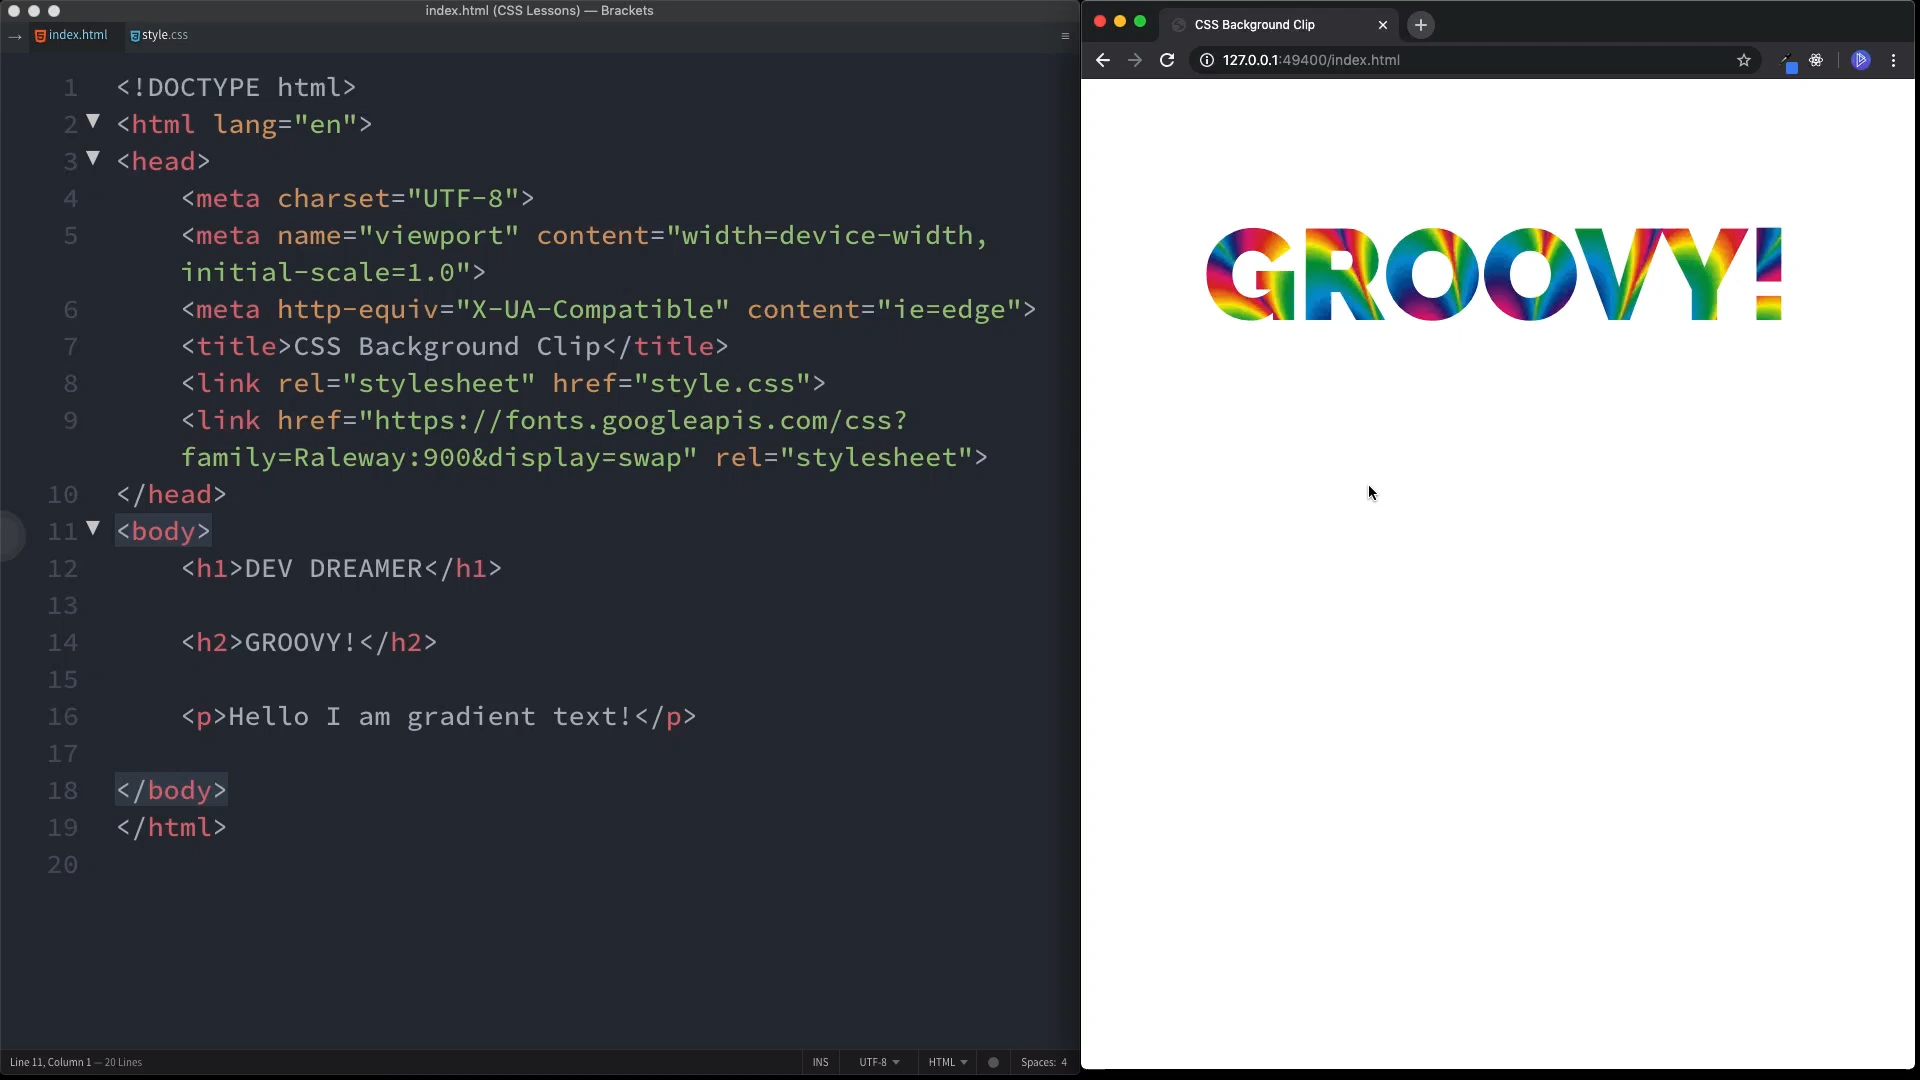 index.html (CSS Lessons) — Brackets
index.html
style.css
1 <!DOCTYPE html>
2 <html lang="en">
3 <head>
4 <meta charset="UTF-8">
5 <meta name="viewport" content="width=device-width,
initial-scale=1.0">
6 <meta http-equiv="X-UA-Compatible" content="ie=edge">
7 <title>CSS Background Clip</title>
8 <link rel="stylesheet" href="style.css">
9 <link href="https://fonts.googleapis.com/css?
family=Raleway:900&display=swap" rel="stylesheet">
10 </head>
11 <body>
12 <h1>DEV DREAMER</h1>
13
14 <h2>GROOVY!</h2>
15
16 <p>Hello I am gradient text!</p>
17
18 </body>
19 </html>
20
Line 11, Column 1 — 20 Lines
INS
UTF-8
HTML
Spaces: 4
CSS Background Clip
127.0.0.1:49400/index.html
GROOVY!